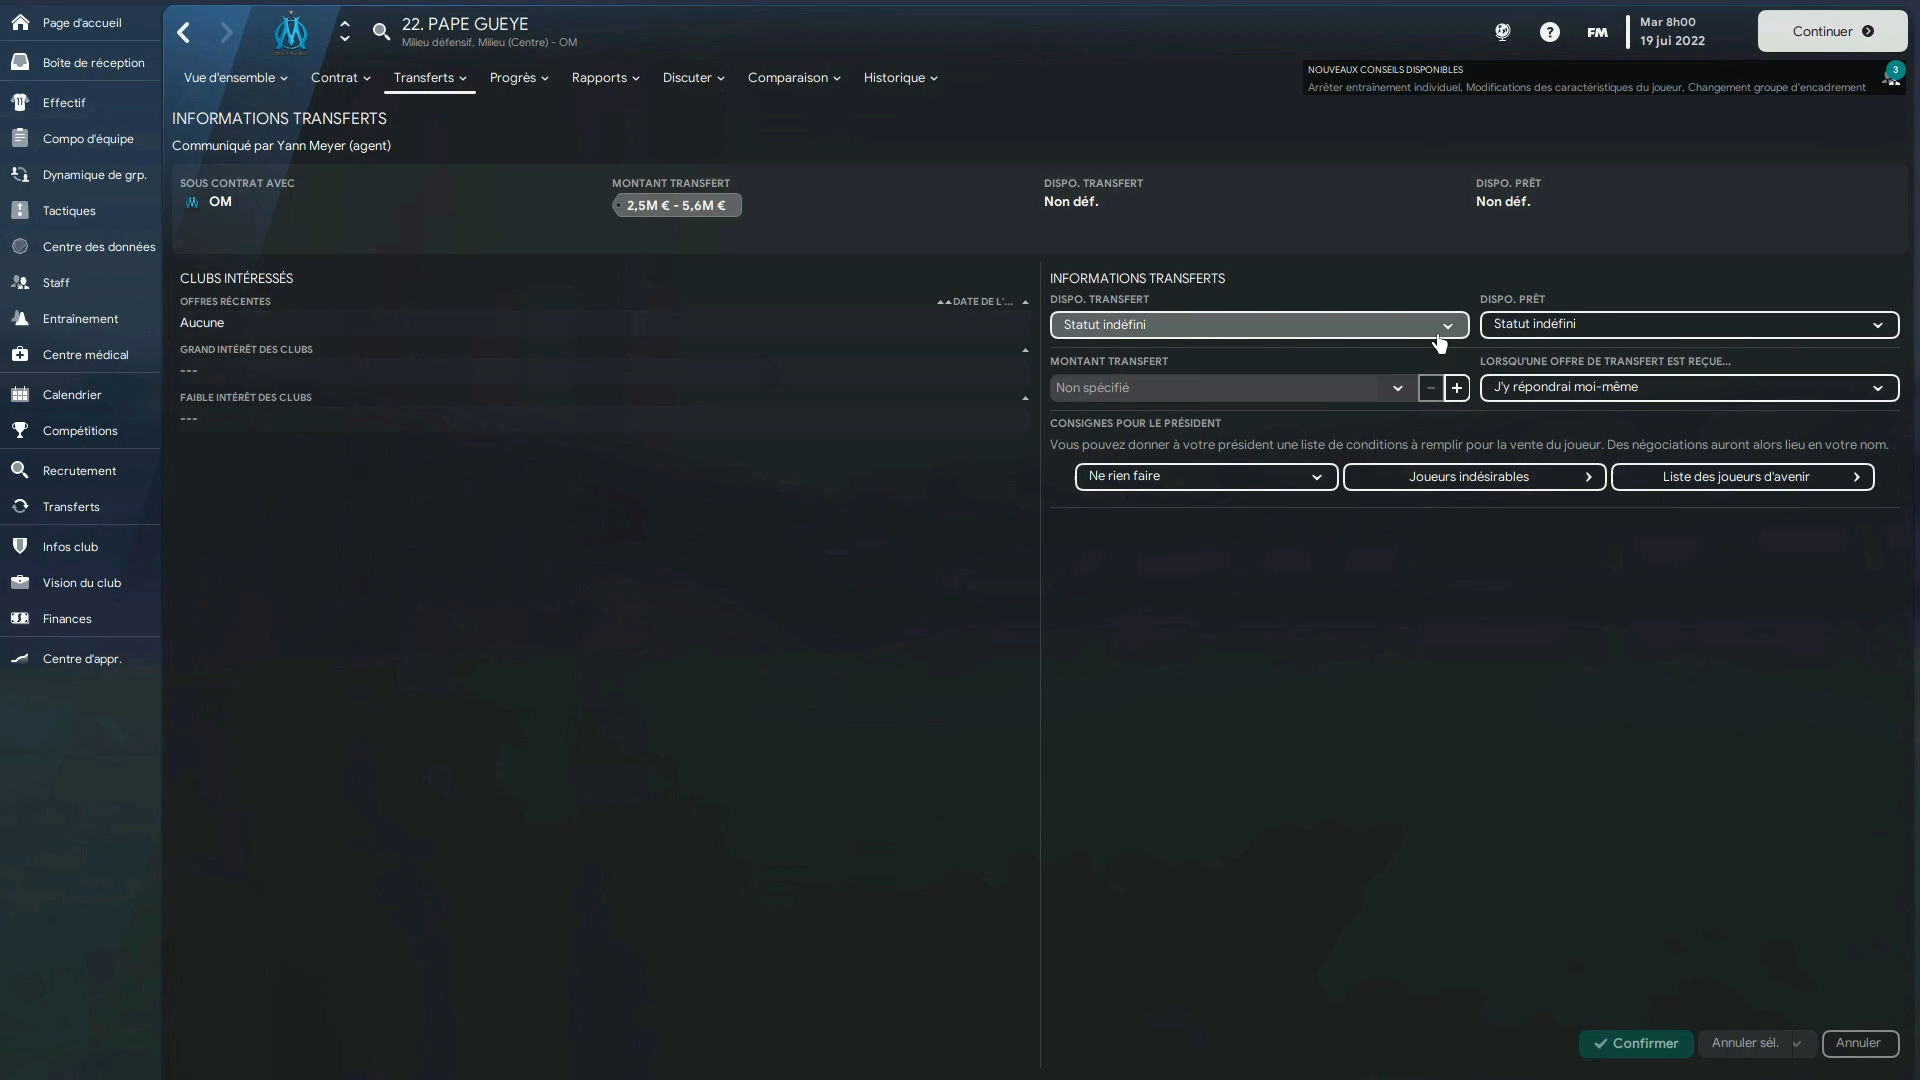 Page d'accueil
Boîte de réception
Effectif
Compo d'équipe
Dynamique de grp.
Tactiques
Centre des données
Staff
Entraînement
Centre médical
Calendrier
Compétitions
Recrutement
Transferts
Infos club
Vision du club
Finances
Centre d'appr.
22. PAPE GUEYE
Milieu défensif, Milieu (Centre) - OM
FM
Mar 8h00
19 jui 2022
Continuer
Vue d'ensemble
Contrat
Transferts
Progrès
Rapports
Discuter
Comparaison
Historique
NOUVEAUX CONSEILS DISPONIBLES
Arrêter entraînement individuel, Modifications des caractéristiques du joueur, Changement groupe d'encadrement
3
INFORMATIONS TRANSFERTS
Communiqué par Yann Meyer (agent)
SOUS CONTRAT AVEC
OM
MONTANT TRANSFERT
2,5M € - 5,6M €
DISPO. TRANSFERT
Non déf.
DISPO. PRÊT
Non déf.
CLUBS INTÉRESSÉS
OFFRES RÉCENTES
DATE DE L'...
Aucune
GRAND INTÉRÊT DES CLUBS
---
FAIBLE INTÉRÊT DES CLUBS
---
INFORMATIONS TRANSFERTS
DISPO. TRANSFERT
Statut indéfini
DISPO. PRÊT
Statut indéfini
MONTANT TRANSFERT
Non spécifié
LORSQU'UNE OFFRE DE TRANSFERT EST REÇUE...
J'y répondrai moi-même
CONSIGNES POUR LE PRÉSIDENT
Vous pouvez donner à votre président une liste de conditions à remplir pour la vente du joueur. Des négociations auront alors lieu en votre nom.
Ne rien faire
Joueurs indésirables
Liste des joueurs d'avenir
Confirmer
Annuler sél.
Annuler